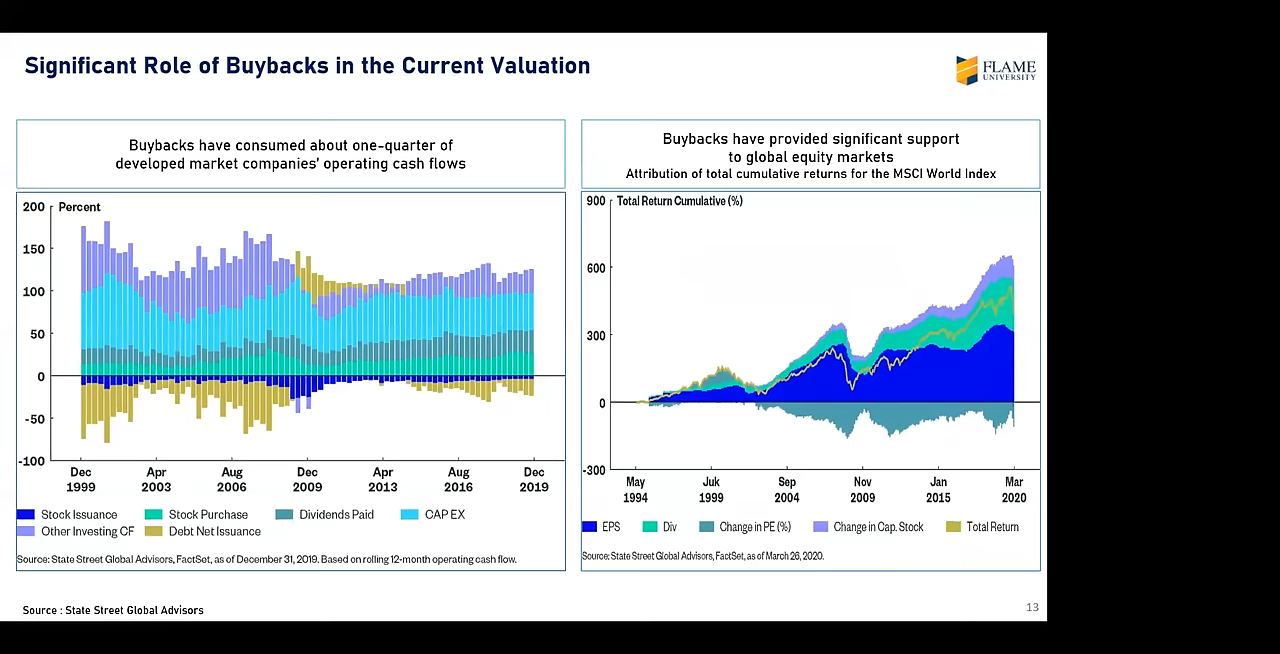 Significant Role of Buybacks in the Current Valuation
FLAME
UNIVERSITY
Buybacks have consumed about one-quarter of
developed market companies' operating cash flows
200 Percent
150
100
50
0
-50
-100
Dec Apr Aug Dec Apr Aug Dec
1999 2003 2006 2009 2013 2016 2019
Stock Issuance Stock Purchase Dividends Paid CAP EX
Other Investing CF Debt Net Issuance
Source: State Street Global Advisors, FactSet, as of December 31, 2019. Based on rolling 12-month operating cash flow.
Buybacks have provided significant support
to global equity markets
Attribution of total cumulative returns for the MSCI World Index
900 Total Return Cumulative (%)
600
300
0
-300
May Juk Sep Nov Jan Mar
1994 1999 2004 2009 2015 2020
EPS Div Change in PE (%) Change in Cap. Stock Total Return
Source: State Street Global Advisors, FactSet, as of March 26, 2020.
Source : State Street Global Advisors
13